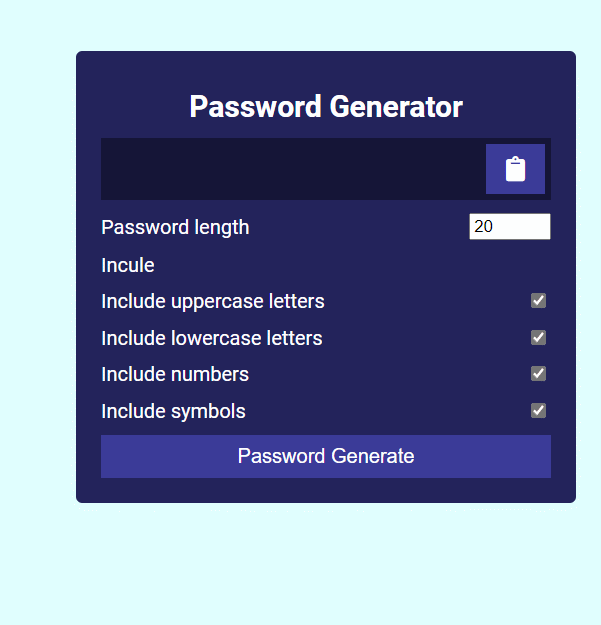 Password Generator
Password length 20
Incule
Include uppercase letters
Include lowercase letters
Include numbers
Include symbols
Password Generate